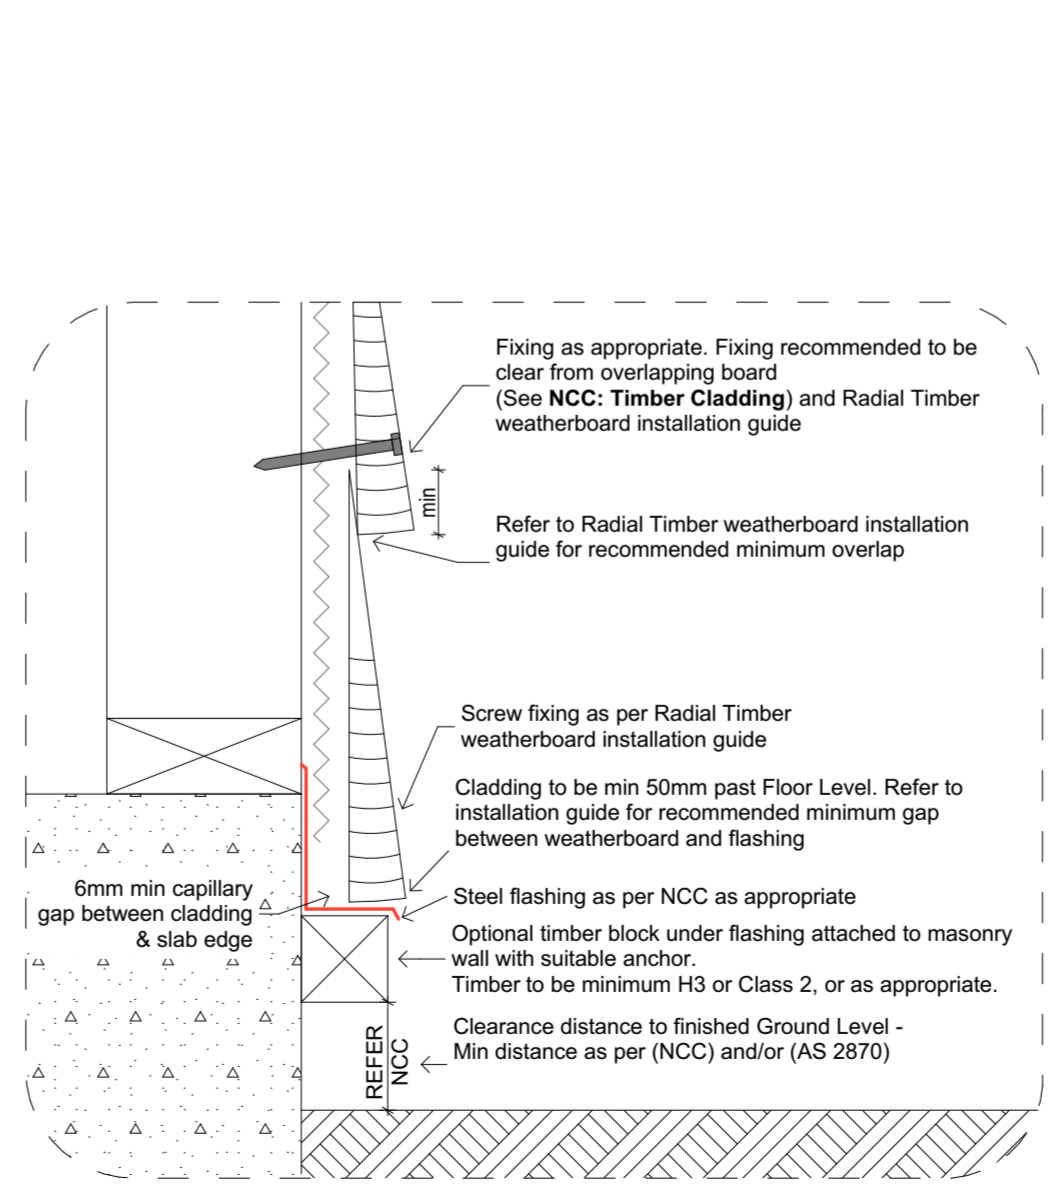 Fixing as appropriate. Fixing recommended to be
clear from overlapping board
(See NCC: Timber Cladding) and Radial Timber
weatherboard installation guide
min
Refer to Radial Timber weatherboard installation
guide for recommended minimum overlap
Screw fixing as per Radial Timber
weatherboard installation guide
Cladding to be min 50mm past Floor Level. Refer to
installation guide for recommended minimum gap
between weatherboard and flashing
6mm min capillary
gap between cladding
& slab edge
Steel flashing as per NCC as appropriate
Optional timber block under flashing attached to masonry
wall with suitable anchor.
Timber to be minimum H3 or Class 2, or as appropriate.
Clearance distance to finished Ground Level -
Min distance as per (NCC) and/or (AS 2870)
REFER
NCC